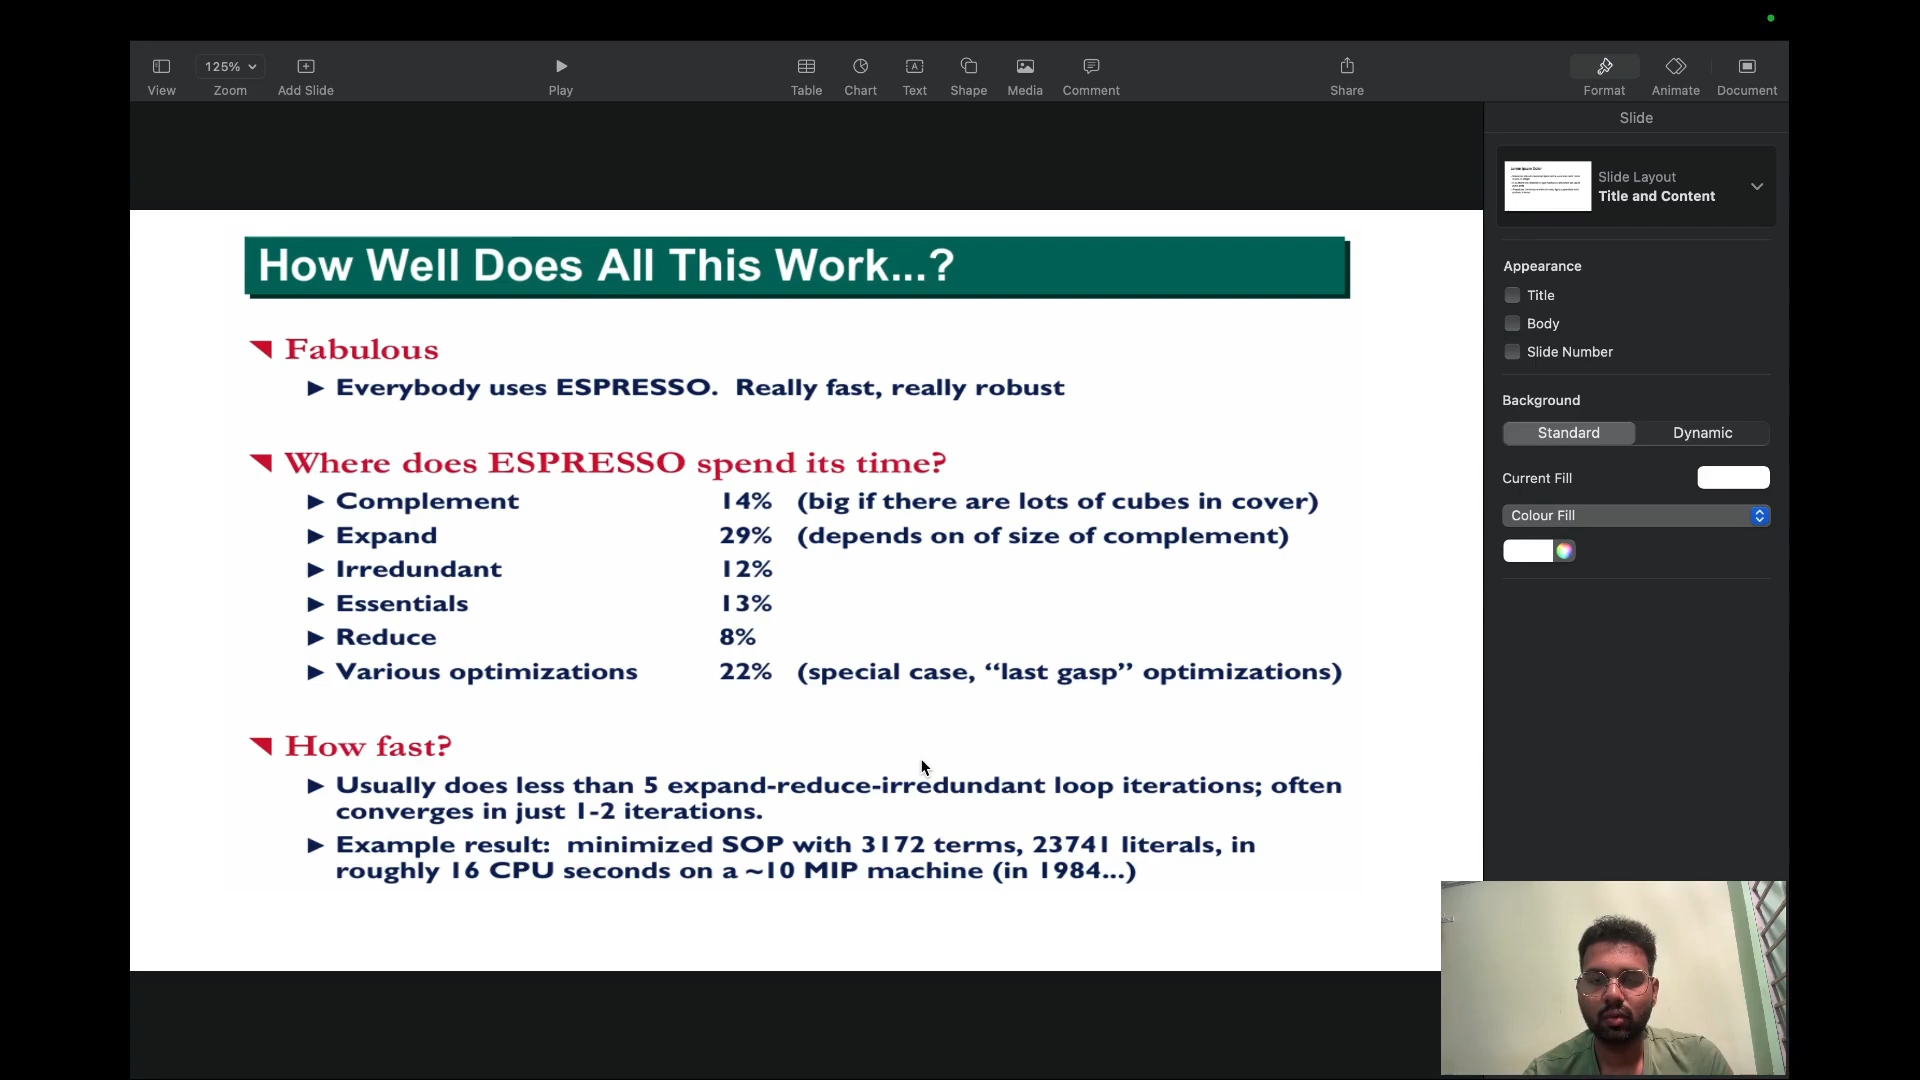 125%
View
Zoom
Add Slide
Play
Table
Chart
Text
Shape
Media
Comment
Share
Format
Animate
Document
Slide
Slide Layout
Title and Content
Appearance
Title
Body
Slide Number
Background
Standard
Dynamic
Current Fill
Colour Fill
How Well Does All This Work...?
Fabulous
Everybody uses ESPRESSO. Really fast, really robust
Where does ESPRESSO spend its time?
Complement 14% (big if there are lots of cubes in cover)
Expand 29% (depends on of size of complement)
Irredundant 12%
Essentials 13%
Reduce 8%
Various optimizations 22% (special case, “last gasp” optimizations)
How fast?
Usually does less than 5 expand-reduce-irredundant loop iterations; often
converges in just 1-2 iterations.
Example result: minimized SOP with 3172 terms, 23741 literals, in
roughly 16 CPU seconds on a ~10 MIP machine (in 1984...)